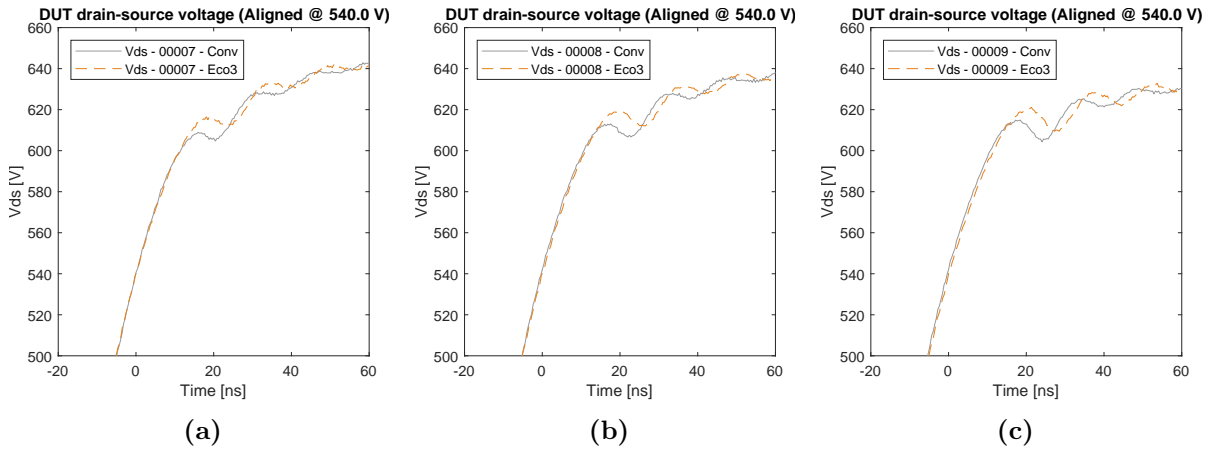 DUT drain-source voltage (Aligned @ 540.0 V)
Vds - 00007 - Conv
Vds - 00007 - Eco3
660
640
620
600
580
560
540
520
500
Vds [V]
-20
0
20
40
60
Time [ns]
(a)
DUT drain-source voltage (Aligned @ 540.0 V)
Vds - 00008 - Conv
Vds - 00008 - Eco3
660
640
620
600
580
560
540
520
500
Vds [V]
-20
0
20
40
60
Time [ns]
(b)
DUT drain-source voltage (Aligned @ 540.0 V)
Vds - 00009 - Conv
Vds - 00009 - Eco3
660
640
620
600
580
560
540
520
500
Vds [V]
-20
0
20
40
60
Time [ns]
(c)